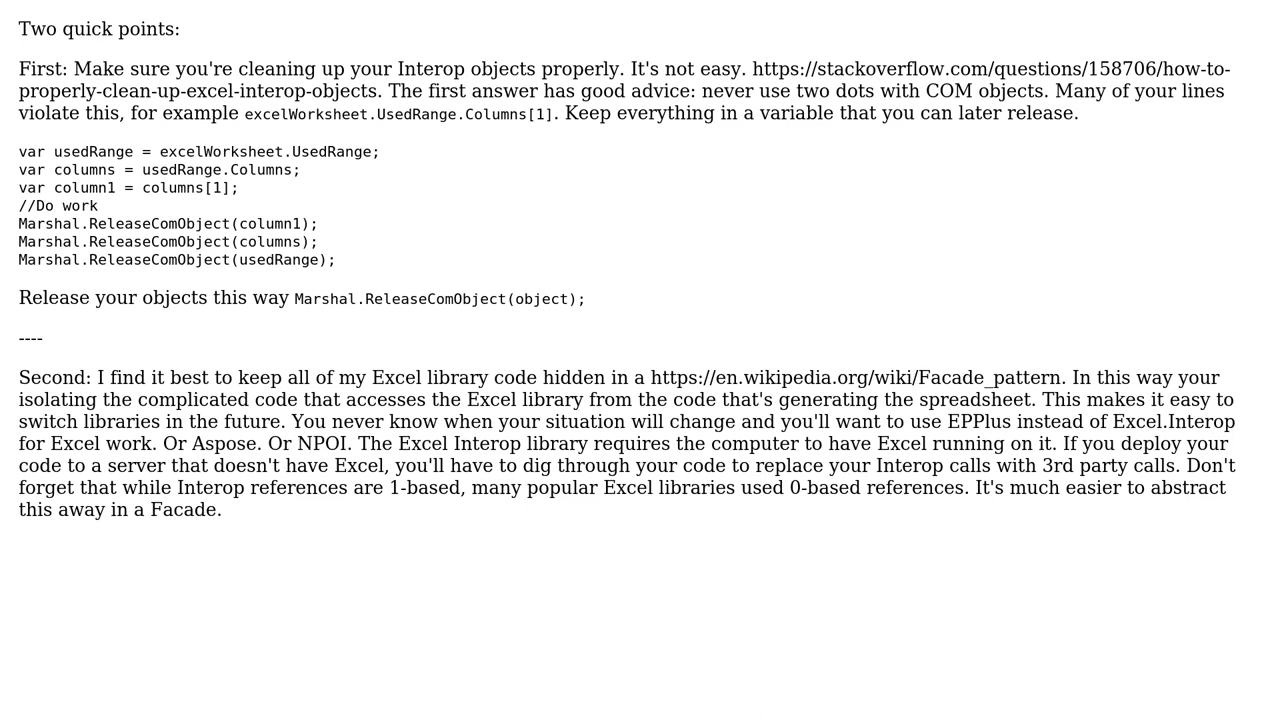 Two quick points:
First: Make sure you're cleaning up your Interop objects properly. It's not easy. https://stackoverflow.com/questions/158706/how-to-
properly-clean-up-excel-interop-objects. The first answer has good advice: never use two dots with COM objects. Many of your lines
violate this, for example excelWorksheet.UsedRange.Columns[1]. Keep everything in a variable that you can later release.
var usedRange = excelWorksheet.UsedRange;
var columns = usedRange.Columns;
var column1 = columns[1];
//Do work
Marshal.ReleaseComObject(column1);
Marshal.ReleaseComObject(columns);
Marshal.ReleaseComObject(usedRange);
Release your objects this way Marshal.ReleaseComObject(object);
----
Second: I find it best to keep all of my Excel library code hidden in a https://en.wikipedia.org/wiki/Facade_pattern. In this way your
isolating the complicated code that accesses the Excel library from the code that's generating the spreadsheet. This makes it easy to
switch libraries in the future. You never know when your situation will change and you'll want to use EPPlus instead of Excel.Interop
for Excel work. Or Aspose. Or NPOI. The Excel Interop library requires the computer to have Excel running on it. If you deploy your
code to a server that doesn't have Excel, you'll have to dig through your code to replace your Interop calls with 3rd party calls. Don't
forget that while Interop references are 1-based, many popular Excel libraries used 0-based references. It's much easier to abstract
this away in a Facade.